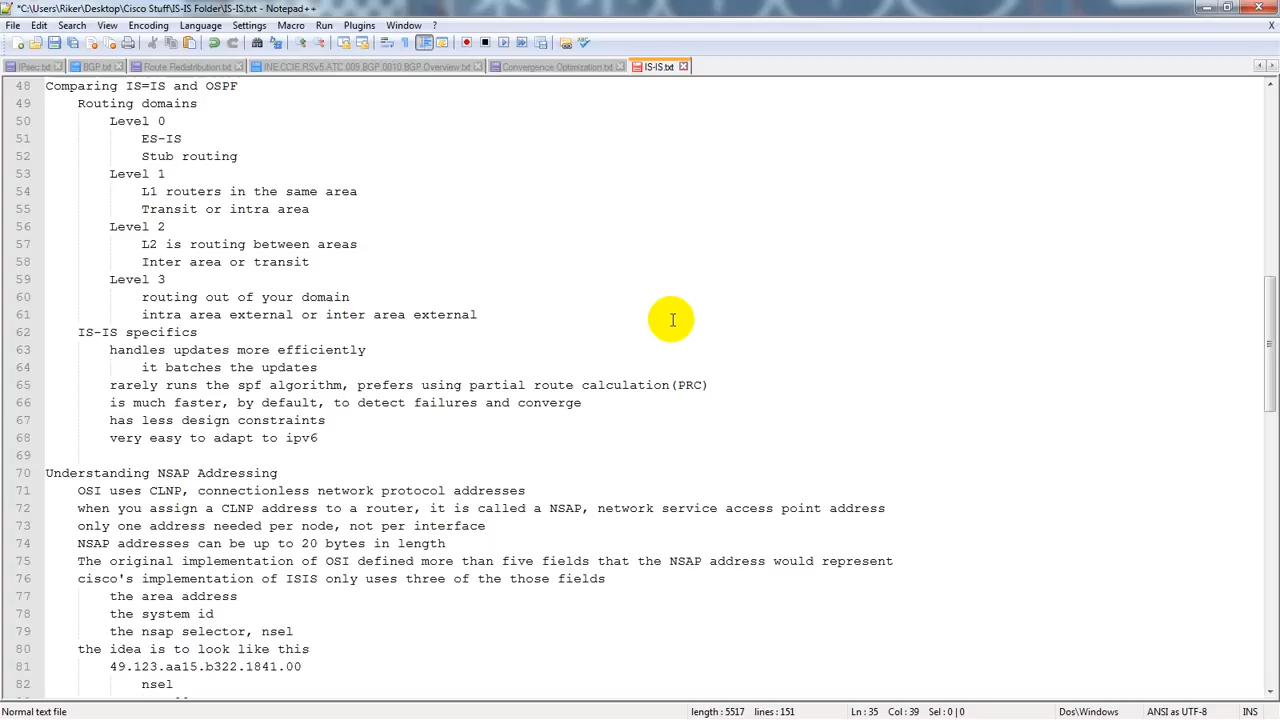 *C:\Users\Riker\Desktop\Cisco Stuff\IS-IS Folder\IS-IS.txt - Notepad++
File Edit Search View Encoding Language Settings Macro Run Plugins Window ? X
IPsec.txt BGP.txt Route Redistribution.txt INE.CCIE.RSv5.ATC.009.BGP.0010.BGP.Overview.txt Convergence Optimization.txt IS-IS.txt
48 Comparing IS=IS and OSPF
49 Routing domains
50 Level 0
51 ES-IS
52 Stub routing
53 Level 1
54 L1 routers in the same area
55 Transit or intra area
56 Level 2
57 L2 is routing between areas
58 Inter area or transit
59 Level 3
60 routing out of your domain
61 intra area external or inter area external
62 IS-IS specifics
63 handles updates more efficiently
64 it batches the updates
65 rarely runs the spf algorithm, prefers using partial route calculation(PRC)
66 is much faster, by default, to detect failures and converge
67 has less design constraints
68 very easy to adapt to ipv6
69
70 Understanding NSAP Addressing
71 OSI uses CLNP, connectionless network protocol addresses
72 when you assign a CLNP address to a router, it is called a NSAP, network service access point address
73 only one address needed per node, not per interface
74 NSAP addresses can be up to 20 bytes in length
75 The original implementation of OSI defined more than five fields that the NSAP address would represent
76 cisco's implementation of ISIS only uses three of the those fields
77 the area address
78 the system id
79 the nsap selector, nsel
80 the idea is to look like this
81 49.123.aa15.b322.1841.00
82 nsel
Normal text file length : 5517 lines : 151 Ln : 35 Col : 39 Sel : 0 | 0 Dos\Windows ANSI as UTF-8 INS